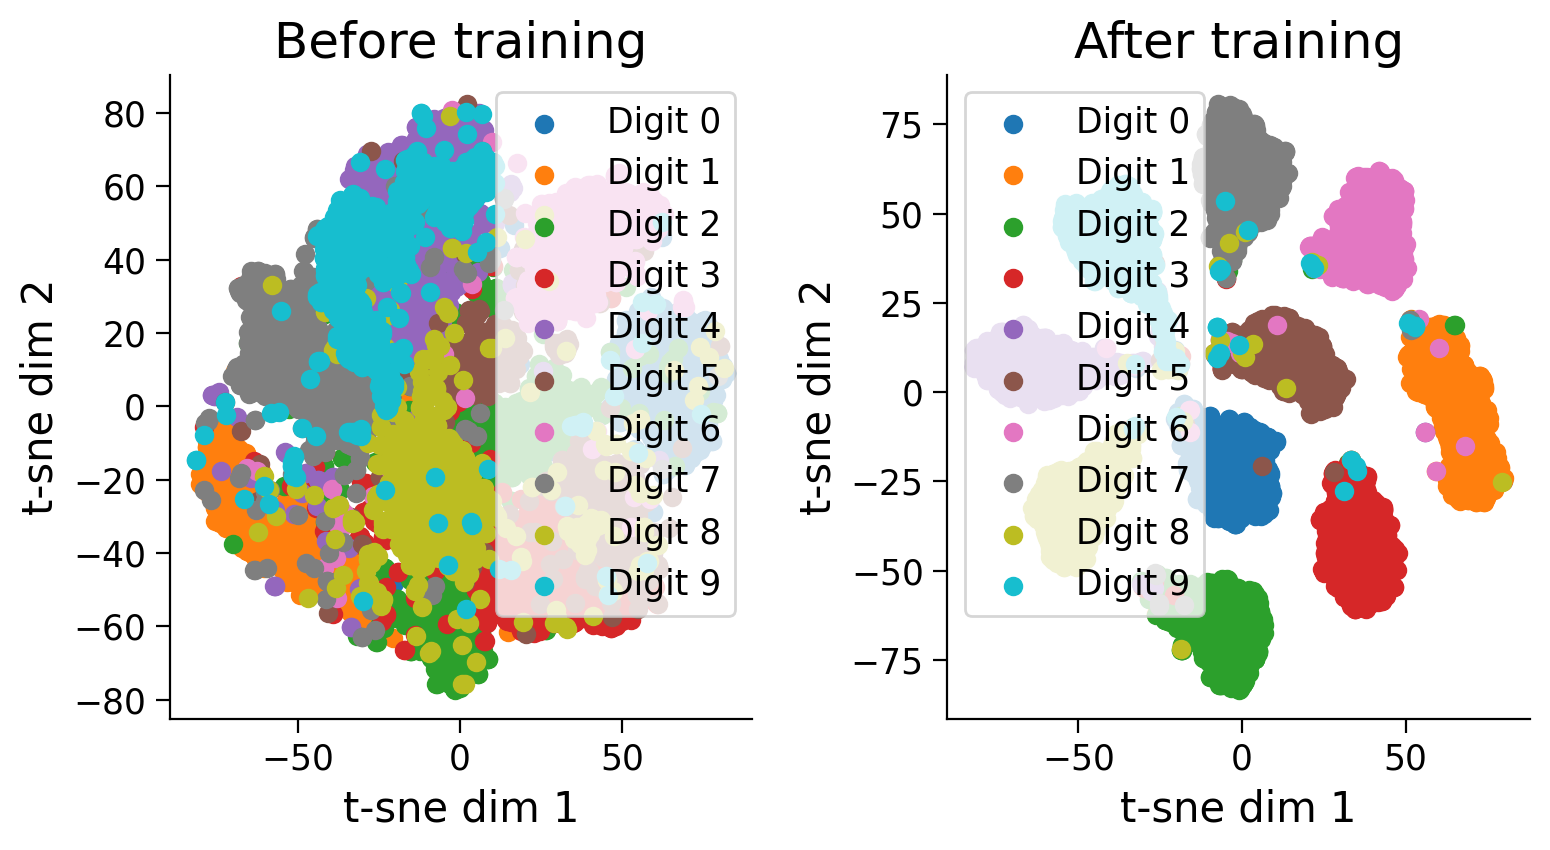 Before training
80
60
40
20
0
−20
−40
−60
−80
−50
0
50
t-sne dim 1
t-sne dim 2
Digit 0
Digit 1
Digit 2
Digit 3
Digit 4
Digit 5
Digit 6
Digit 7
Digit 8
Digit 9
After training
75
50
25
0
−25
−50
−75
−50
0
50
t-sne dim 1
t-sne dim 2
Digit 0
Digit 1
Digit 2
Digit 3
Digit 4
Digit 5
Digit 6
Digit 7
Digit 8
Digit 9